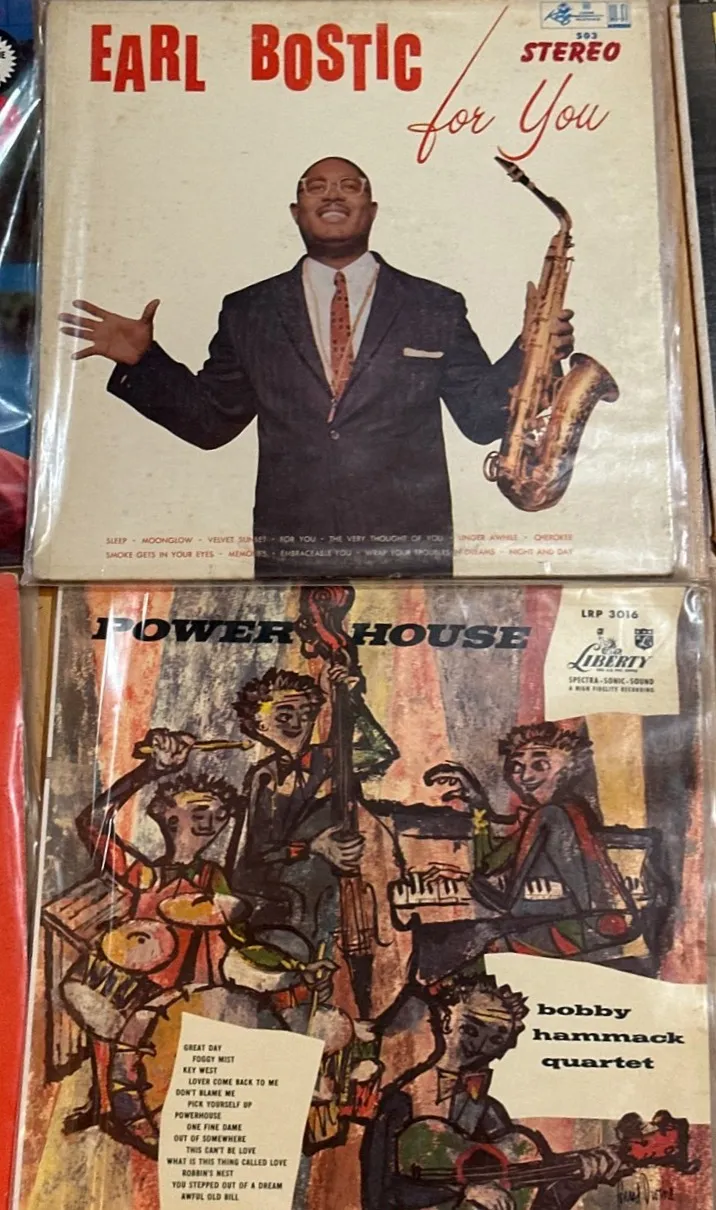 EARL BOSTIC
for You
503
STEREO
SLEEP • MOONGLOW • VELVET SUNSET • FOR YOU • THE VERY THOUGHT OF YOU • LINGER AWHILE • CHEROKEE
SMOKE GETS IN YOUR EYES • MEMORIES • EMBRACEABLE YOU • WRAP YOUR TROUBLES IN DREAMS • NIGHT AND DAY
POWER HOUSE
LRP 3016
LIBERTY
SPECTRA-SONIC-SOUND
A HIGH FIDELITY RECORDING
bobby
hammack
quartet
GREAT DAY
FOGGY MIST
KEY WEST
LOVER COME BACK TO ME
DON'T BLAME ME
PICK YOURSELF UP
POWERHOUSE
ONE FINE DAME
OUT OF SOMEWHERE
THIS CAN'T BE LOVE
WHAT IS THIS THING CALLED LOVE
ROBBIN'S NEST
YOU STEPPED OUT OF A DREAM
AWFUL OLD BILL